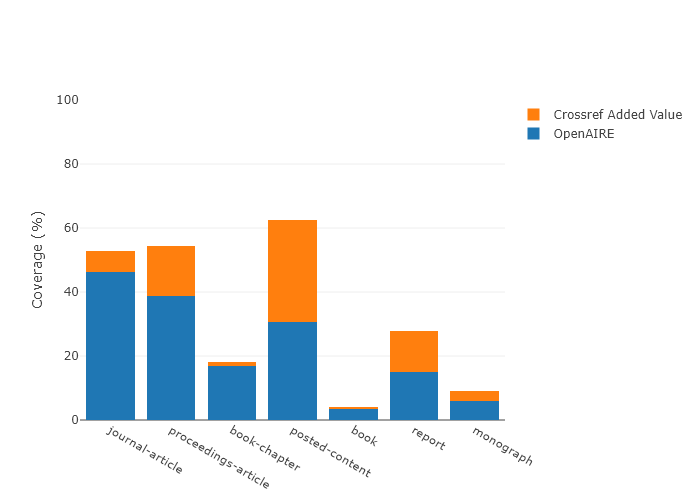 100
80
60
40
20
0
Coverage (%)
journal-article
proceedings-article
book-chapter
posted-content
book
report
monograph
Crossref Added Value
OpenAIRE